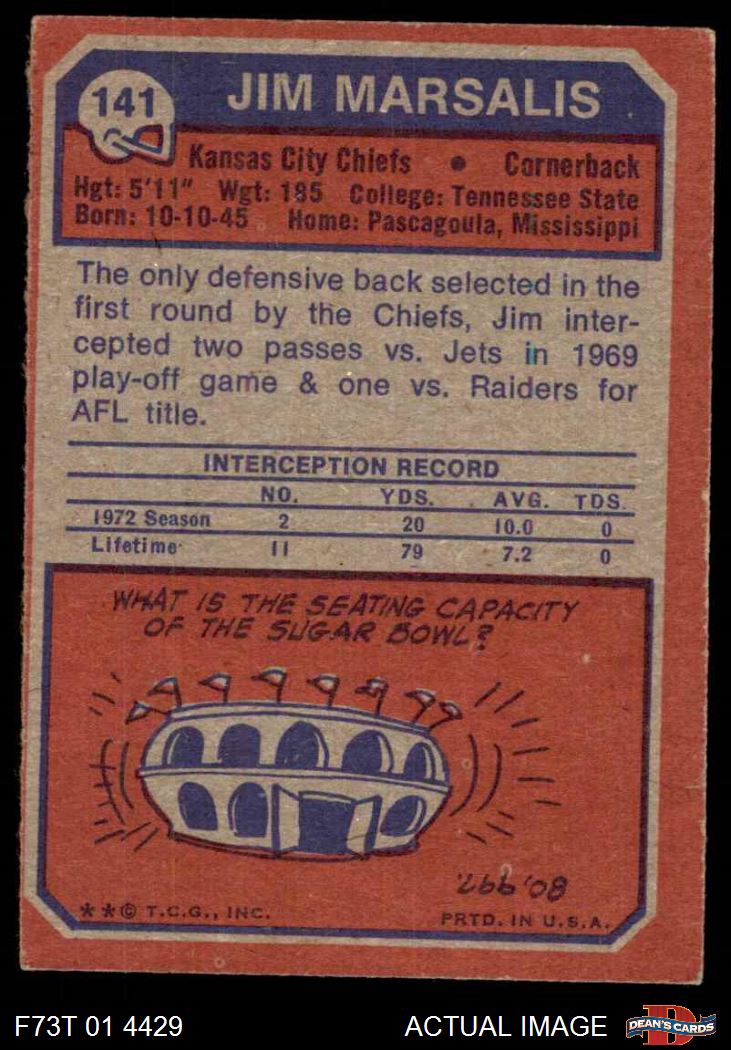 141
JIM MARSALIS
Kansas City Chiefs • Cornerback
Hgt: 5'11" Wgt: 185 College: Tennessee State
Born: 10-10-45 Home: Pascagoula, Mississippi
The only defensive back selected in the
first round by the Chiefs, Jim inter-
cepted two passes vs. Jets in 1969
play-off game & one vs. Raiders for
AFL title.
INTERCEPTION RECORD
NO. YDS. AVG. TDS.
1972 Season 2 20 10.0 0
Lifetime 11 79 7.2 0
WHAT IS THE SEATING CAPACITY
OF THE SUGAR BOWL?
80,997.
**© T.C.G., INC. PRTD. IN U.S.A.
F73T 01 4429 ACTUAL IMAGE D DEAN'S CARDS